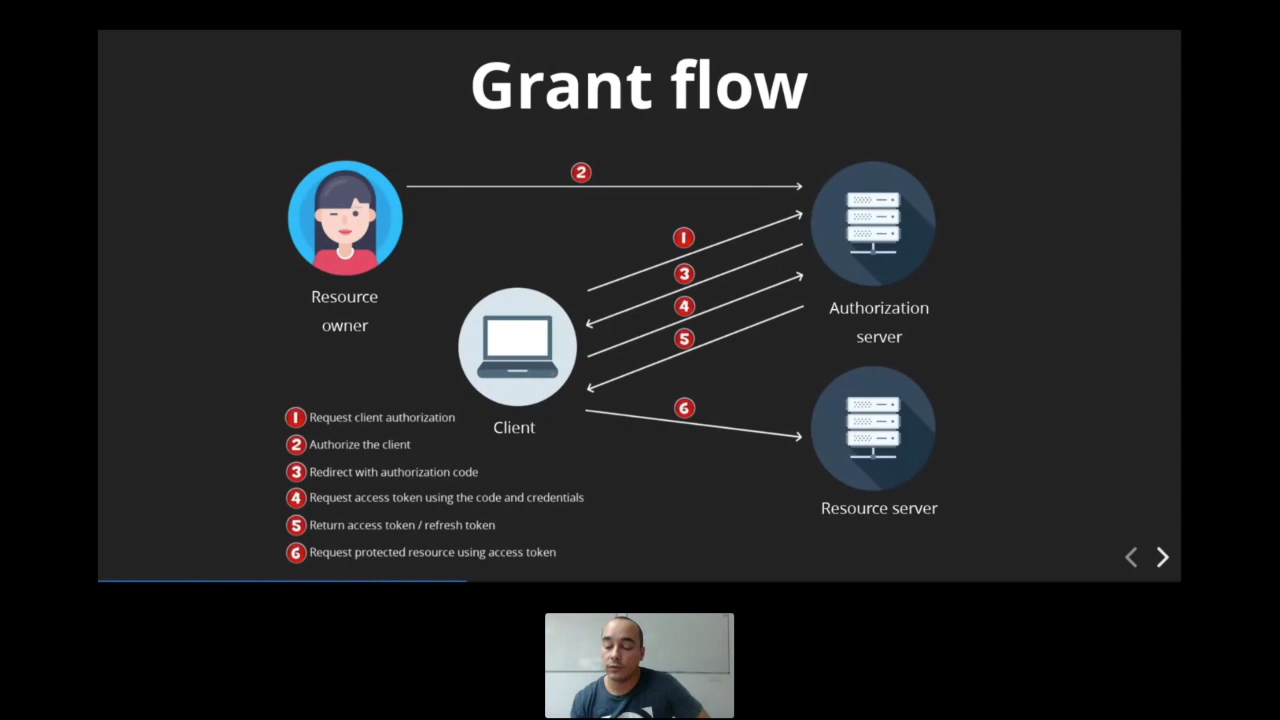 Grant flow
2
1
3
4
5
6
Resource
owner
Client
Authorization
server
Resource server
1 Request client authorization
2 Authorize the client
3 Redirect with authorization code
4 Request access token using the code and credentials
5 Return access token / refresh token
6 Request protected resource using access token